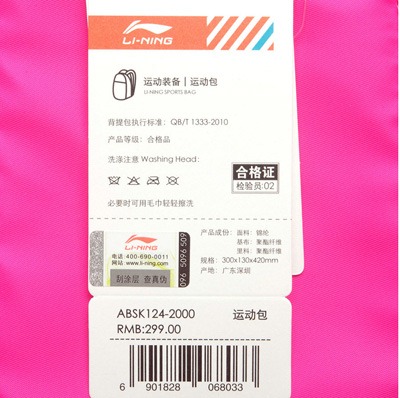 LI-NING
运动装备 | 运动包
LI-NING SPORTS BAG
背提包执行标准：QB/T 1333-2010
产品等级：合格品
洗涤注意 Washing Head：
合格证
检验员:02
必要时可用毛巾轻轻擦洗
LI-NING
电话:400-690-0011
网站:www.li-ning.com
刮涂层 查真伪
096 5096 509
产品成份：面料：锦纶
基布：聚酯纤维
里料：聚酯纤维
规格：300x130x420mm
产地：广东深圳
ABSK124-2000 运动包
RMB:299.00
6 901828 068033